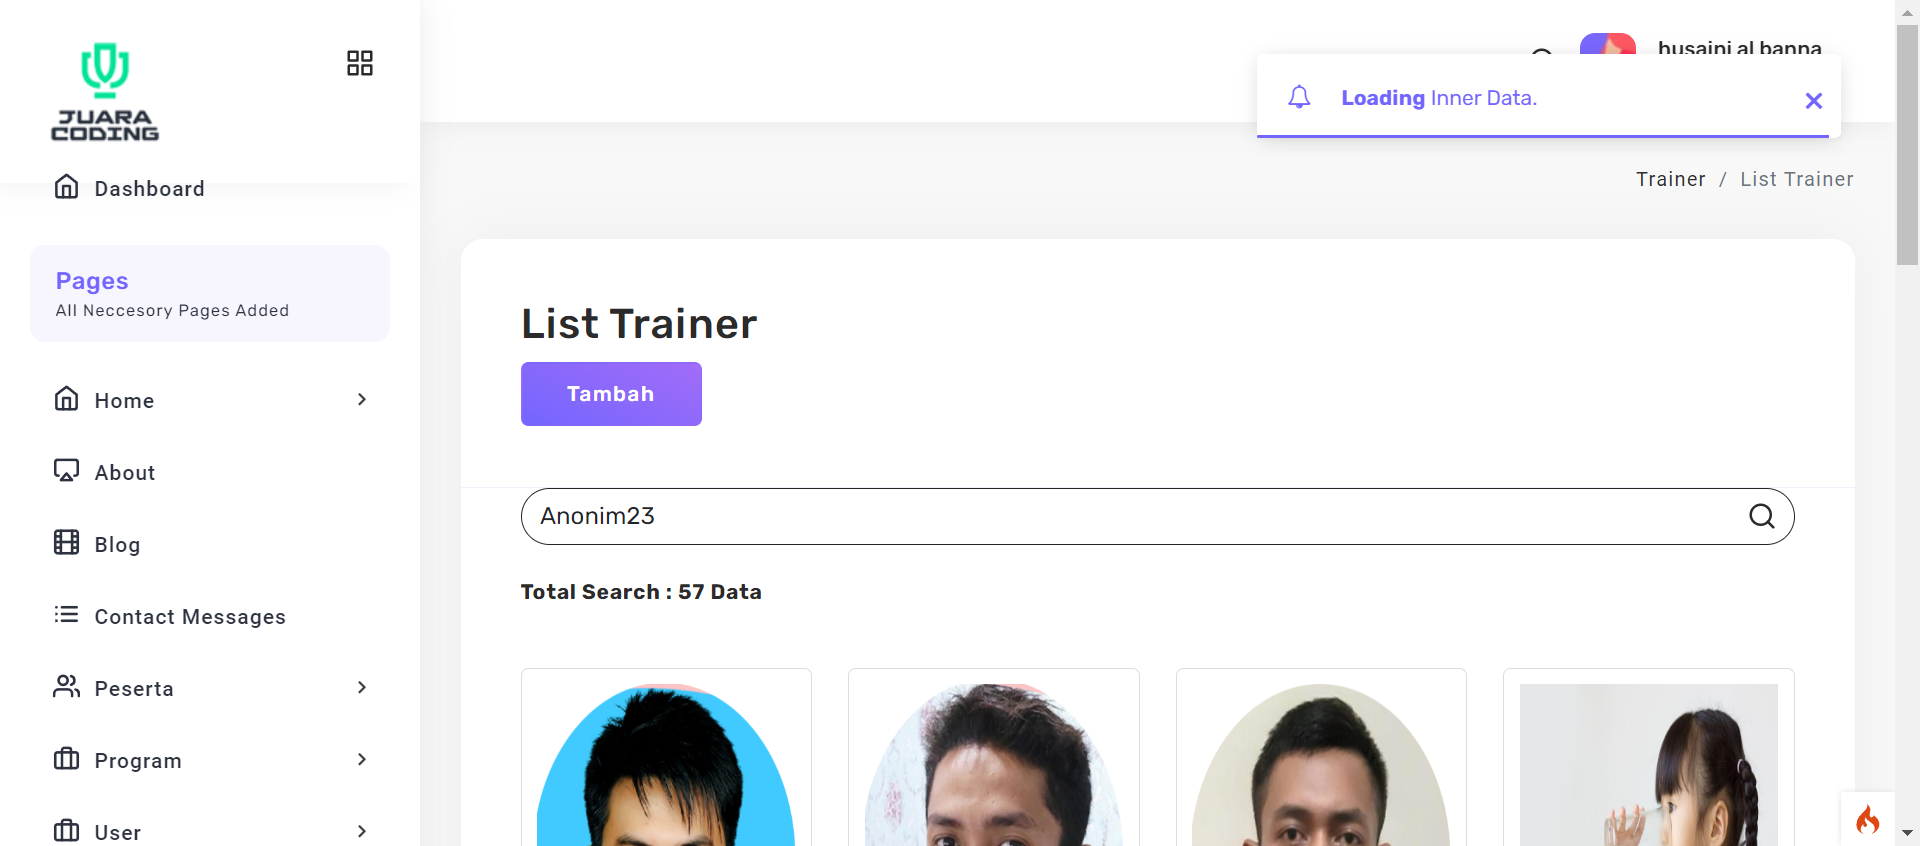 JUARA
CODING
Dashboard
Pages
All Neccesory Pages Added
Home
About
Blog
Contact Messages
Peserta
Program
User
husaini al banna
Loading Inner Data.
Trainer / List Trainer
List Trainer
Tambah
Anonim23
Total Search : 57 Data